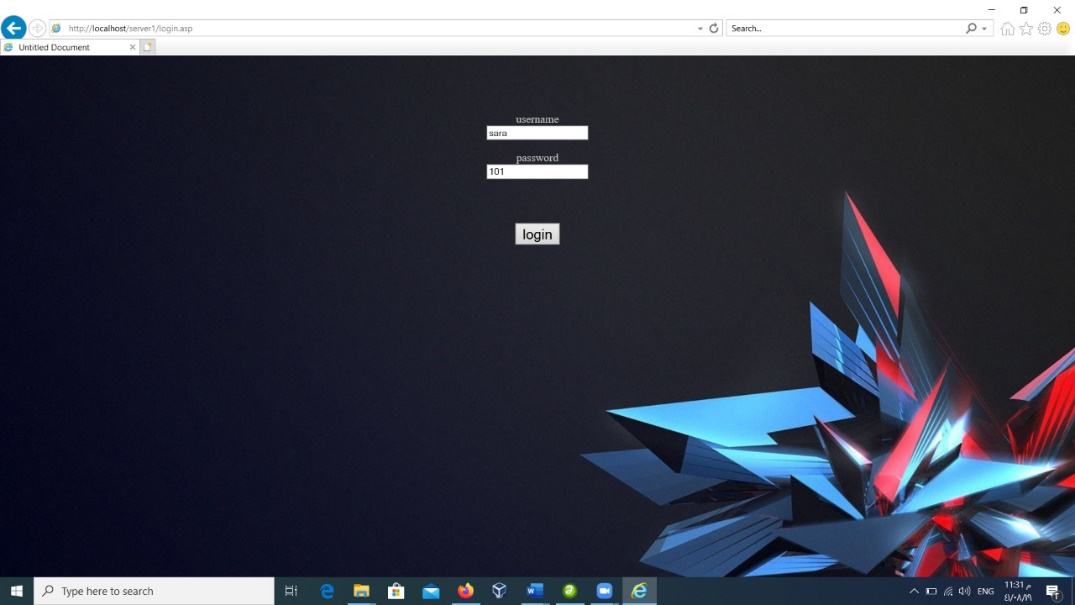 http://localhost/server1/login.asp
Search...
Untitled Document
username
sara
password
101
login
Type here to search
ENG
11:31 م